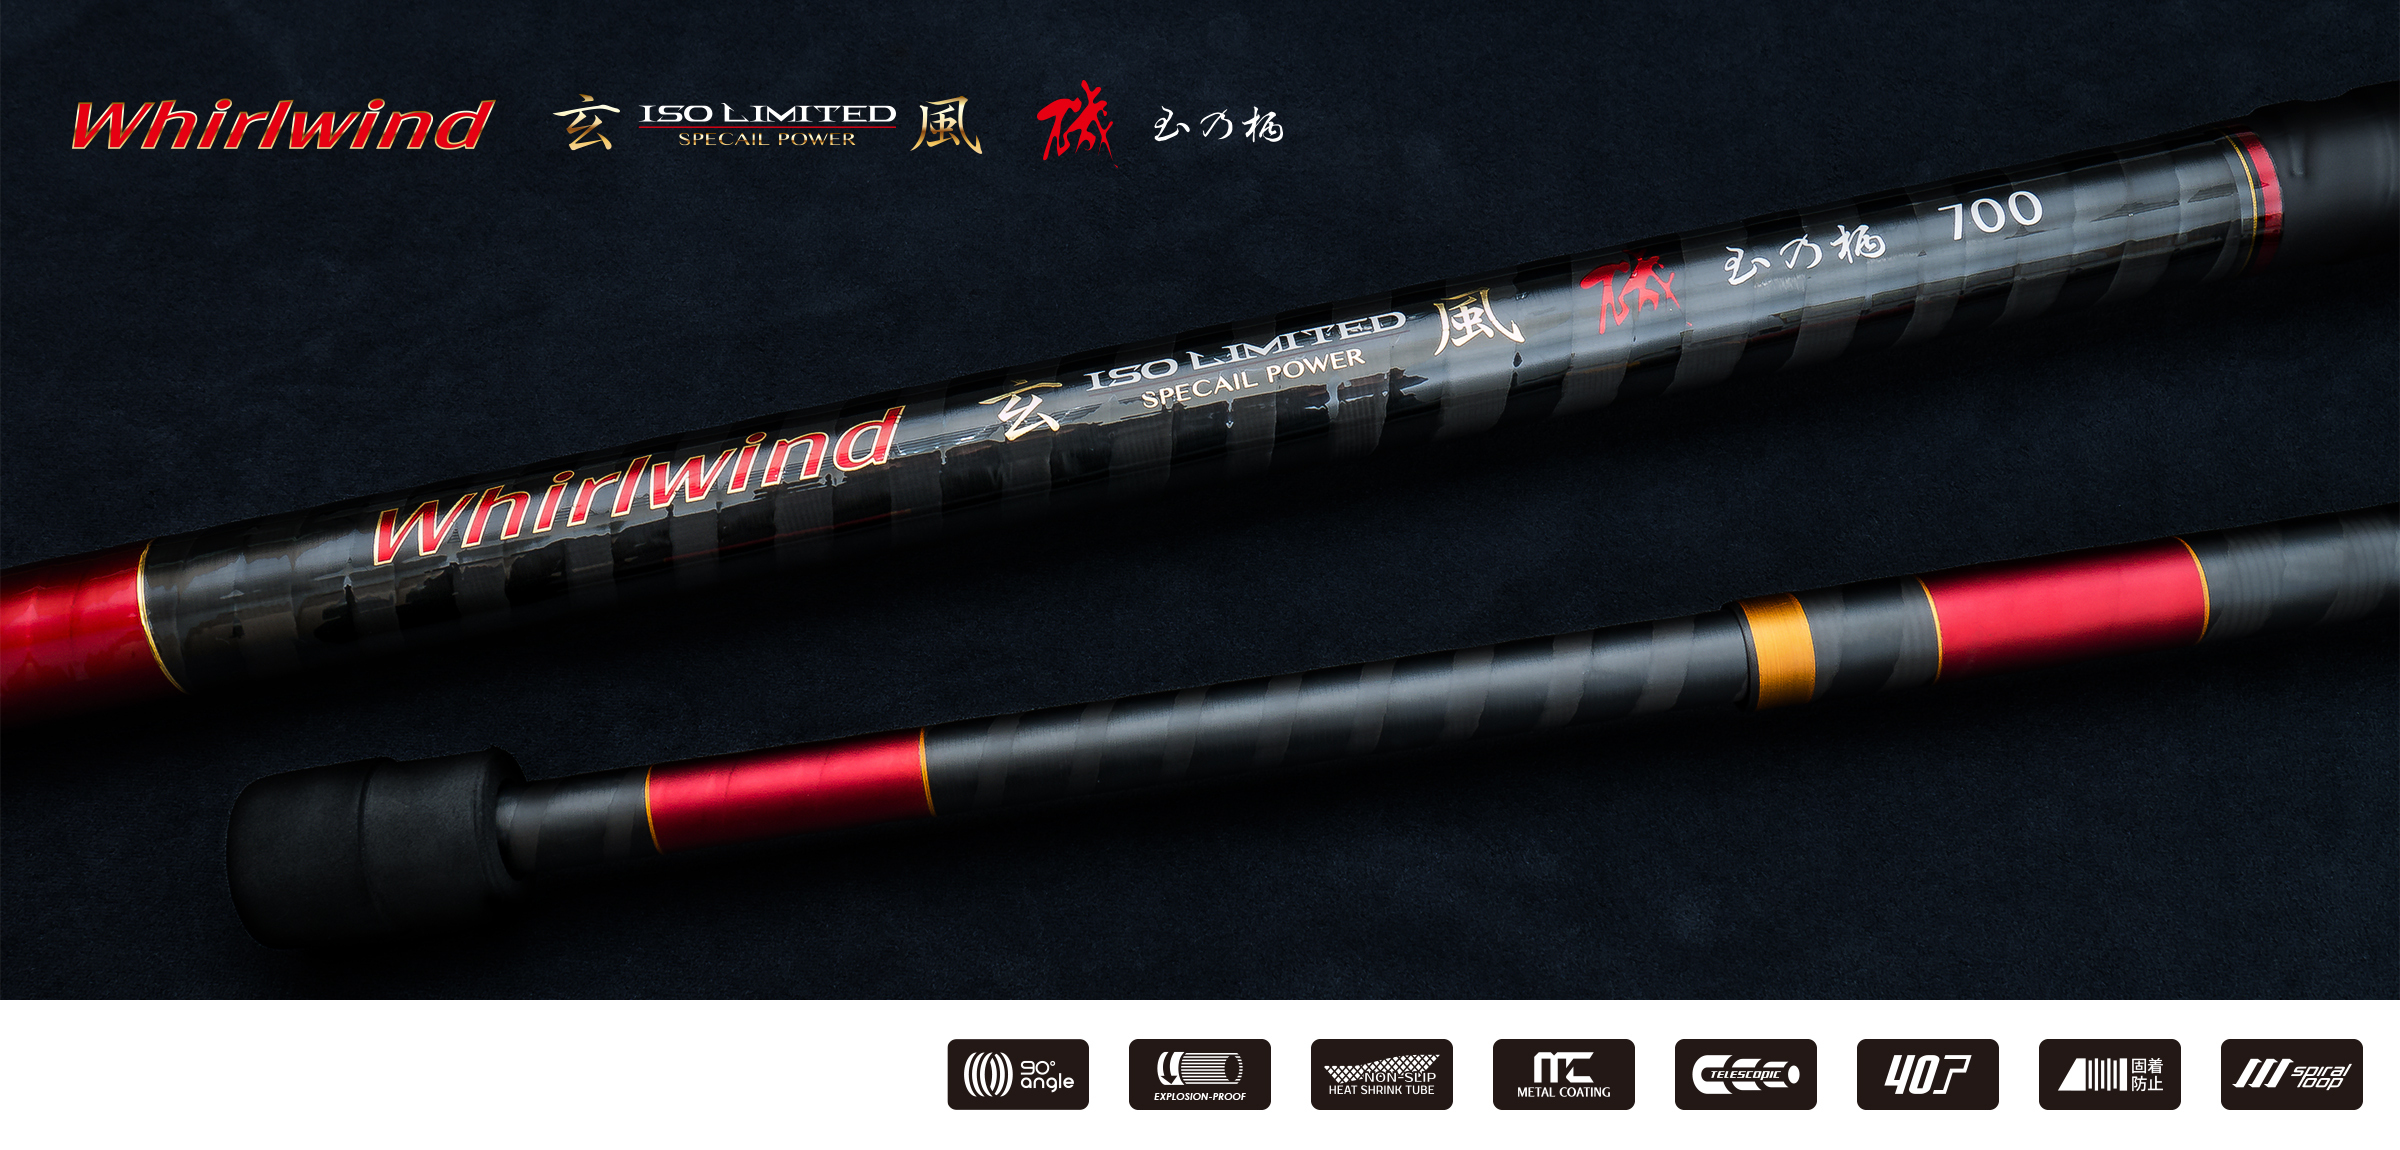 Whirlwind 玄 ISO LIMITED 風 磯 玉の柄
SPECAIL POWER
Whirlwind 玄 ISO LIMITED 風 磯 玉の柄 700
SPECAIL POWER
90° angle
EXPLOSION-PROOF
NON-SLIP
HEAT SHRINK TUBE
MC
METAL COATING
TELESCOPIC
40T
固着
防止
spiral
loop